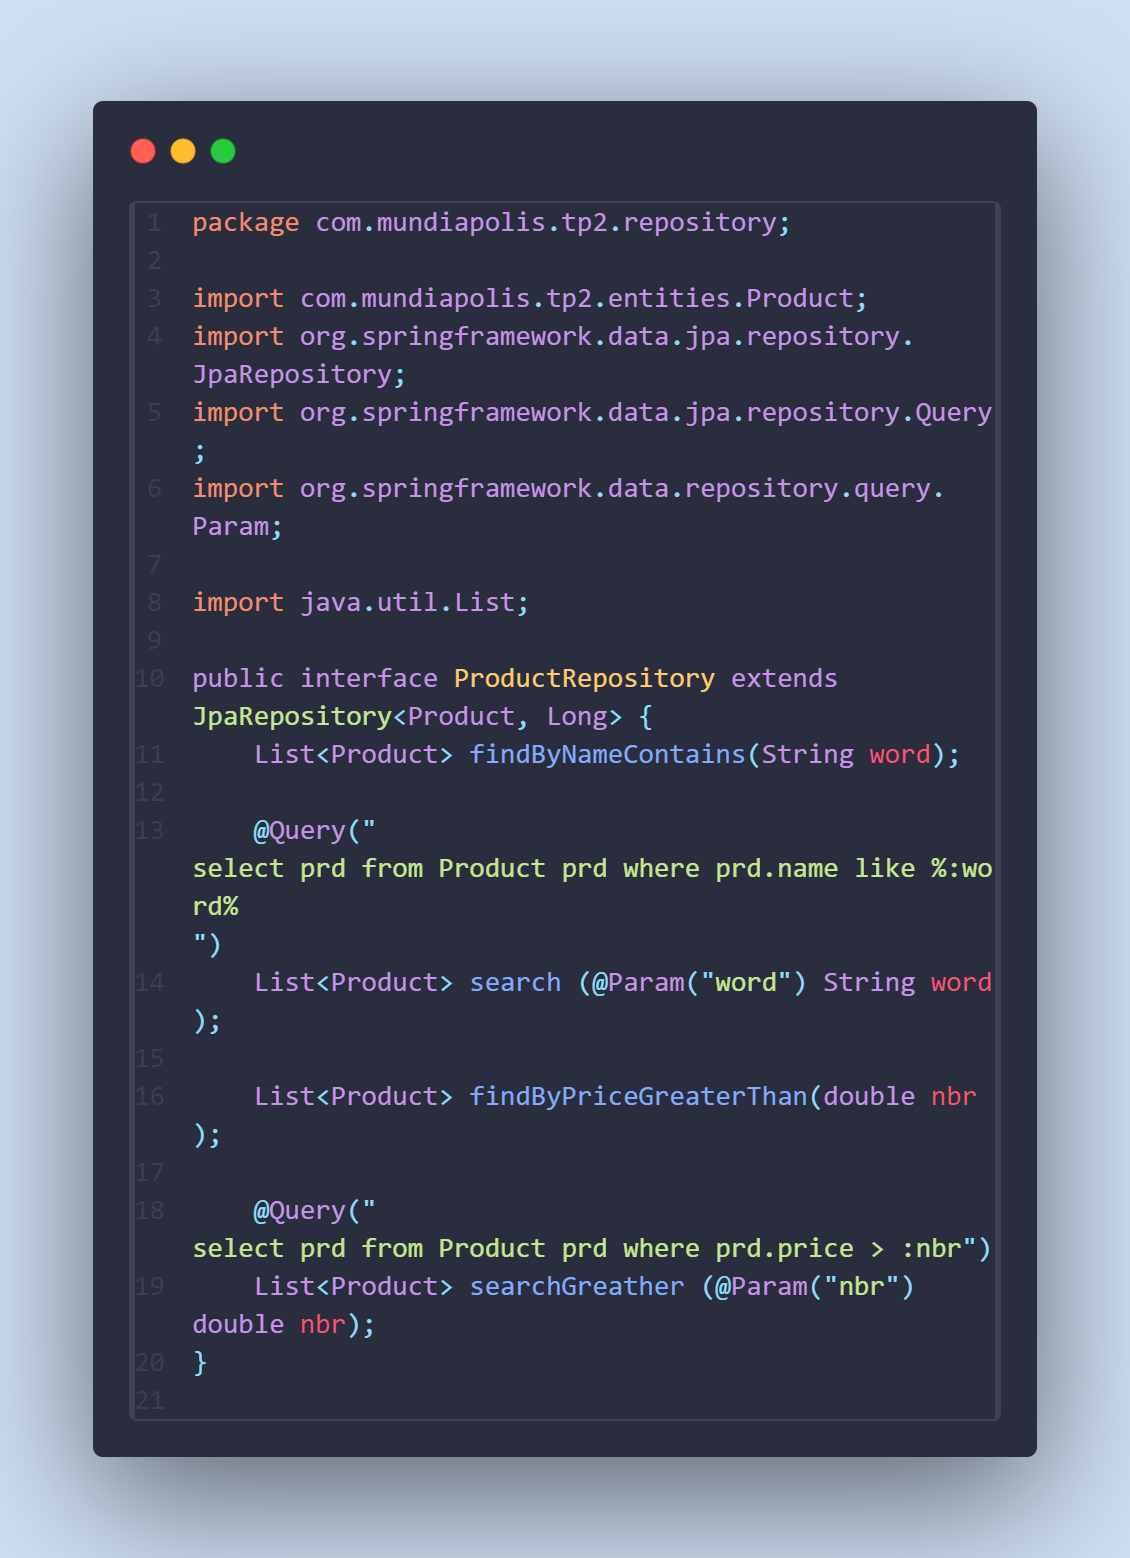 1 package com.mundiapolis.tp2.repository;
2
3 import com.mundiapolis.tp2.entities.Product;
4 import org.springframework.data.jpa.repository.
JpaRepository;
5 import org.springframework.data.jpa.repository.Query
;
6 import org.springframework.data.repository.query.
Param;
7
8 import java.util.List;
9
10 public interface ProductRepository extends
JpaRepository<Product, Long> {
11     List<Product> findByNameContains(String word);
12
13     @Query("
select prd from Product prd where prd.name like %:wo
rd%
")
14     List<Product> search (@Param("word") String word
);
15
16     List<Product> findByPriceGreaterThan(double nbr
);
17
18     @Query("
select prd from Product prd where prd.price > :nbr")
19     List<Product> searchGreather (@Param("nbr")
double nbr);
20 }
21